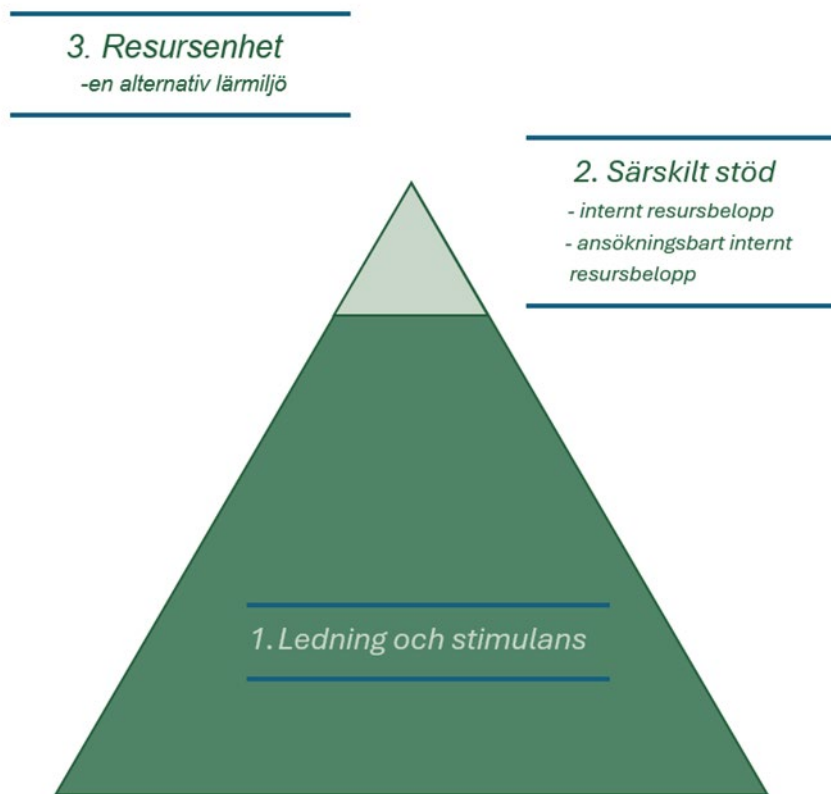 3. Resursenhet
-en alternativ lärmiljö
2. Särskilt stöd
- internt resursbelopp
- ansökningsbart internt
resursbelopp
1. Ledning och stimulans